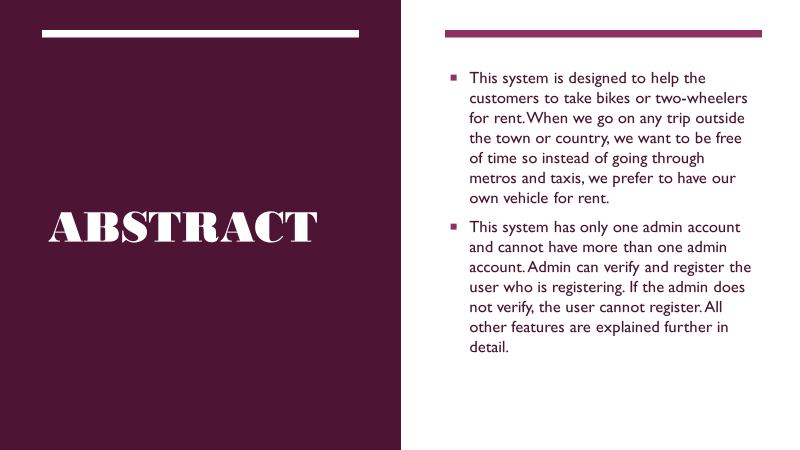 ABSTRACT
This system is designed to help the
customers to take bikes or two-wheelers
for rent. When we go on any trip outside
the town or country, we want to be free
of time so instead of going through
metros and taxis, we prefer to have our
own vehicle for rent.
This system has only one admin account
and cannot have more than one admin
account. Admin can verify and register the
user who is registering. If the admin does
not verify, the user cannot register. All
other features are explained further in
detail.